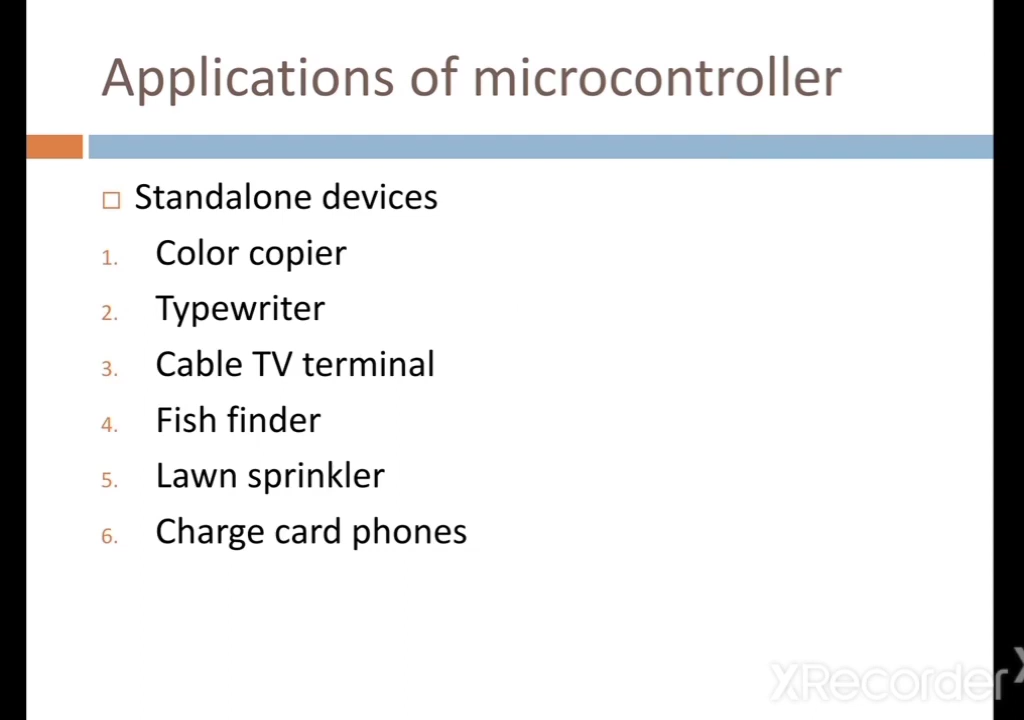 Applications of microcontroller
Standalone devices
1. Color copier
2. Typewriter
3. Cable TV terminal
4. Fish finder
5. Lawn sprinkler
6. Charge card phones
XRecorder